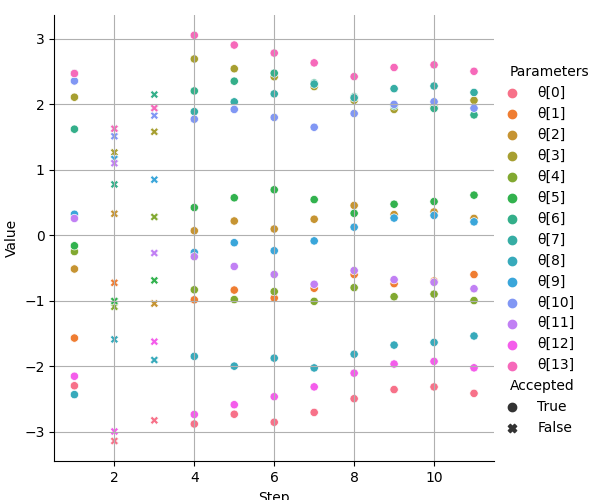 3
2
1
0
−1
−2
−3
Value
2
4
6
8
10
Step
Parameters
θ[0]
θ[1]
θ[2]
θ[3]
θ[4]
θ[5]
θ[6]
θ[7]
θ[8]
θ[9]
θ[10]
θ[11]
θ[12]
θ[13]
Accepted
True
False